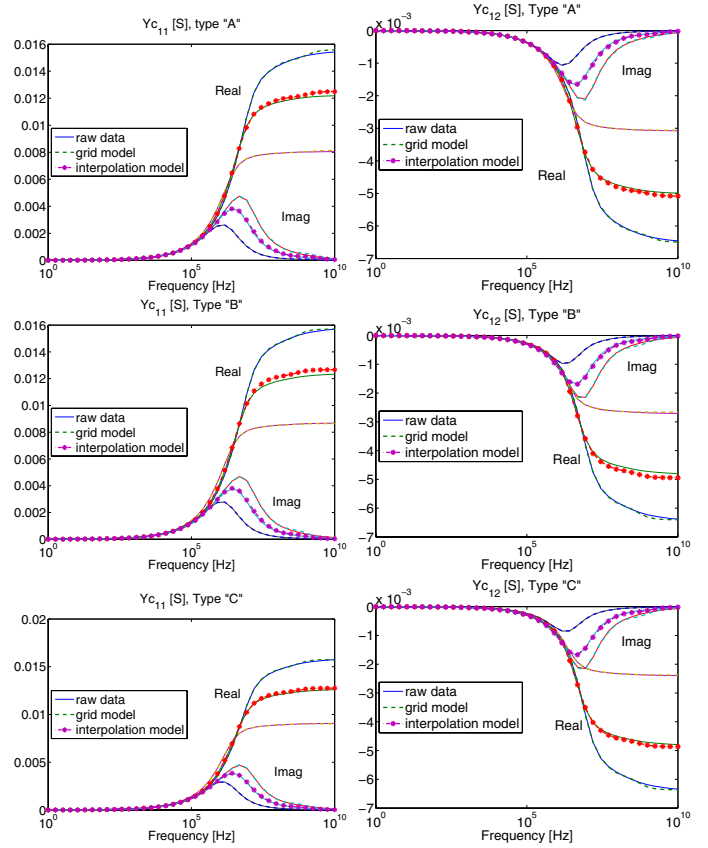 Yc11 [S], type "A"
0.016
0.014
0.012
0.01
0.008
0.006
0.004
0.002
0
Real
Imag
raw data
grid model
interpolation model
10^0
10^5
10^10
Frequency [Hz]
Yc12 [S], Type "A"
x 10^-3
0
-1
-2
-3
-4
-5
-6
-7
Imag
Real
raw data
grid model
interpolation model
10^0
10^5
10^10
Frequency [Hz]
Yc11 [S], Type "B"
0.016
0.014
0.012
0.01
0.008
0.006
0.004
0.002
0
Real
Imag
raw data
grid model
interpolation model
10^0
10^5
10^10
Frequency [Hz]
Yc12 [S], Type "B"
x 10^-3
0
-1
-2
-3
-4
-5
-6
-7
Imag
Real
raw data
grid model
interpolation model
10^0
10^5
10^10
Frequency [Hz]
Yc11 [S], Type "C"
0.02
0.015
0.01
0.005
0
Real
Imag
raw data
grid model
interpolation model
10^0
10^5
10^10
Frequency [Hz]
Yc12 [S], Type "C"
x 10^-3
0
-1
-2
-3
-4
-5
-6
-7
Imag
Real
raw data
grid model
interpolation model
10^0
10^5
10^10
Frequency [Hz]